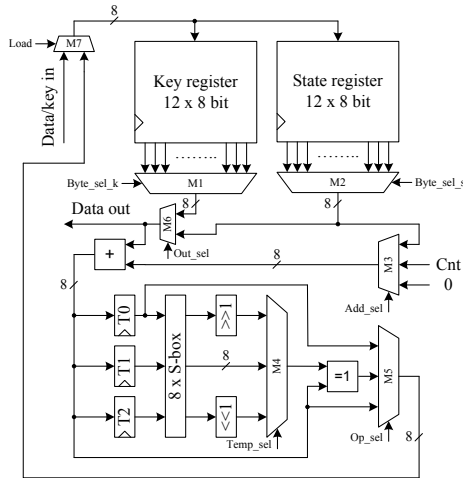 8
8
Load
M7
Data/key in
Key register
12 x 8 bit
State register
12 x 8 bit
........
........
Byte_sel_k
M1
M2
Byte_sel_s
8
8
Data out
M6
Out_sel
+
8
M3
Cnt
0
8
Add_sel
T0
T1
T2
8 x S-box
>>1
8
<<1
M4
Temp_sel
=1
M5
Op_sel
8